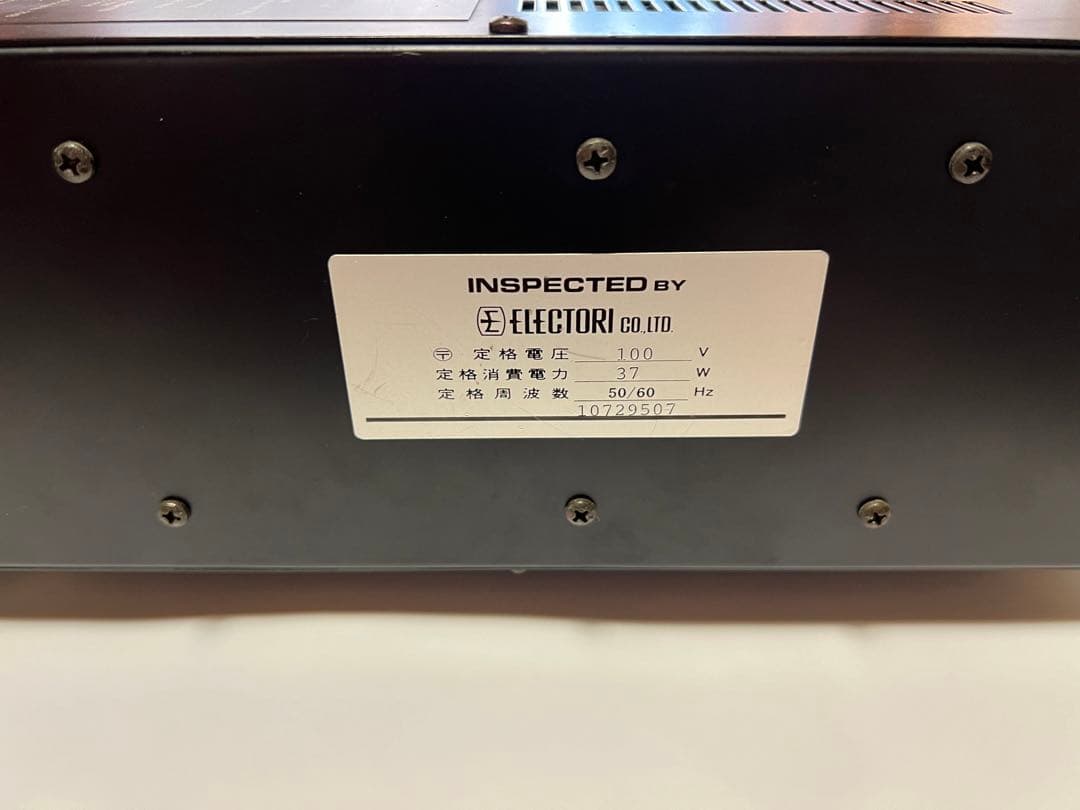 INSPECTED BY
E ELECTORI CO.,LTD.
〶 定格電圧 100 V
定格消費電力 37 W
定格周波数 50/60 Hz
10729507